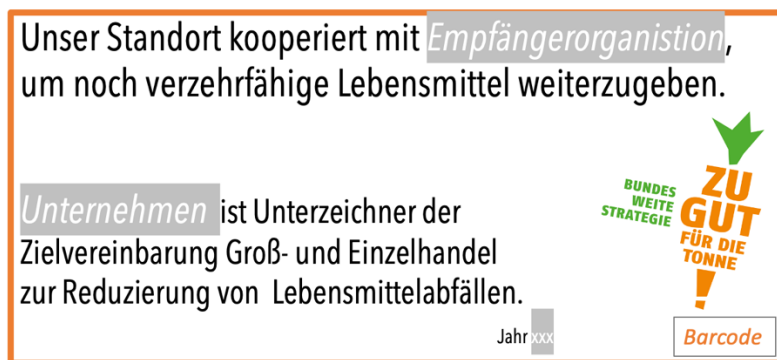 Unser Standort kooperiert mit Empfängerorganistion,
um noch verzehrfähige Lebensmittel weiterzugeben.
Unternehmen ist Unterzeichner der
Zielvereinbarung Groß- und Einzelhandel
zur Reduzierung von Lebensmittelabfällen.
BUNDES
WEITE
STRATEGIE
ZU
GUT
FÜR DIE
TONNE
!
Jahr xxx
Barcode